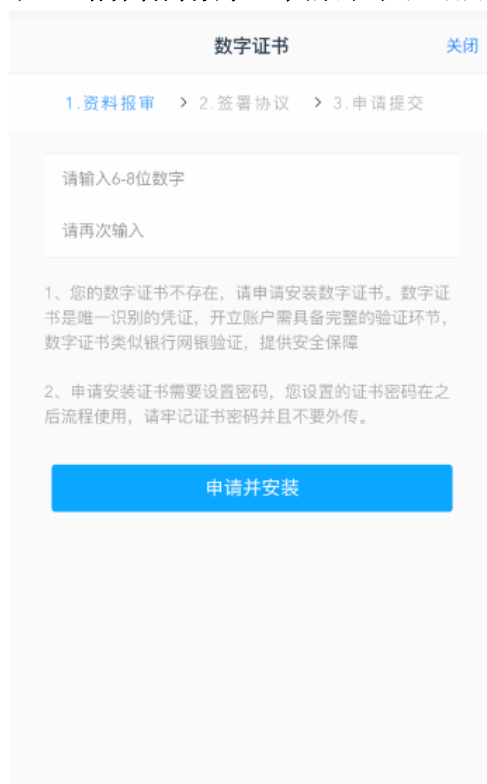 数字证书
关闭
1.资料报审 > 2.签署协议 > 3.申请提交
请输入6-8位数字
请再次输入
1、您的数字证书不存在，请申请安装数字证书。数字证
书是唯一识别的凭证，开立账户需具备完整的验证环节，
数字证书类似银行网银验证，提供安全保障
2、申请安装证书需要设置密码，您设置的证书密码在之
后流程使用，请牢记证书密码并且不要外传。
申请并安装